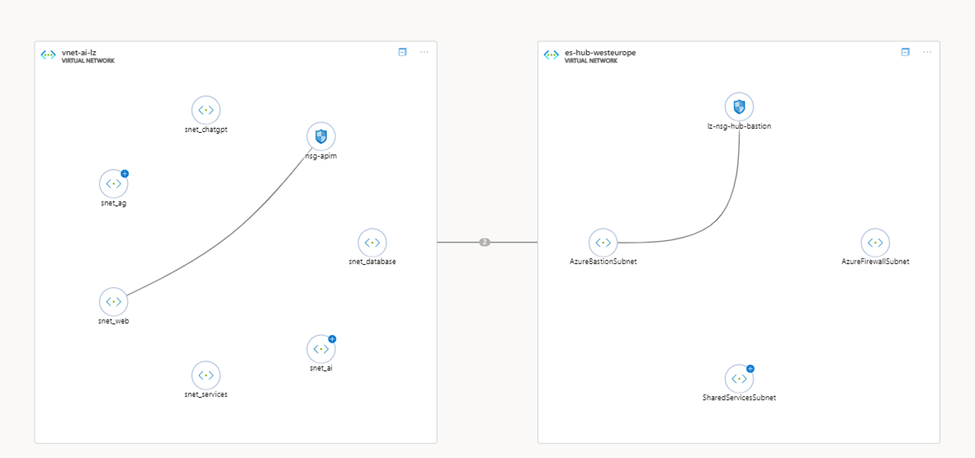 vnet-ai-lz
VIRTUAL NETWORK
snet_chatgpt
nsg-apim
snet_ag
snet_database
snet_web
snet_ai
snet_services
2
es-hub-westeurope
VIRTUAL NETWORK
lz-nsg-hub-bastion
AzureBastionSubnet
AzureFirewallSubnet
SharedServicesSubnet